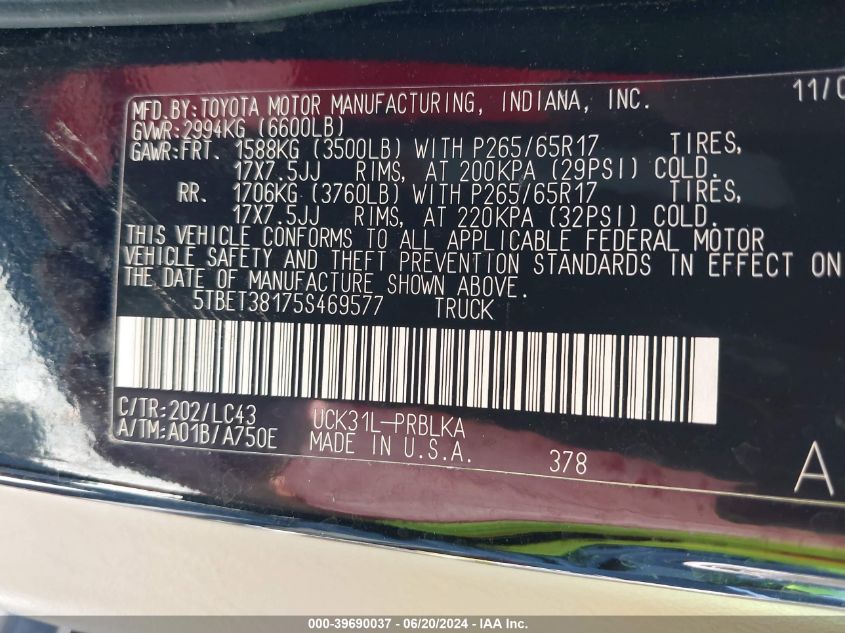 MFD.BY:TOYOTA MOTOR MANUFACTURING, INDIANA, INC. 11/0
GVWR:2994KG (6600LB)
GAWR:FRT. 1588KG (3500LB) WITH P265/65R17 TIRES,
17X7.5JJ RIMS, AT 200KPA (29PSI) COLD.
RR. 1706KG (3760LB) WITH P265/65R17 TIRES,
17X7.5JJ RIMS, AT 220KPA (32PSI) COLD.
THIS VEHICLE CONFORMS TO ALL APPLICABLE FEDERAL MOTOR
VEHICLE SAFETY AND THEFT PREVENTION STANDARDS IN EFFECT ON
THE DATE OF MANUFACTURE SHOWN ABOVE.
5TBET38175S469577 TRUCK
C/TR:202/LC43 UCK31L-PRBLKA
A/TM:A01B/A750E MADE IN U.S.A. 378 A
000-39690037 - 06/20/2024 - IAA Inc.